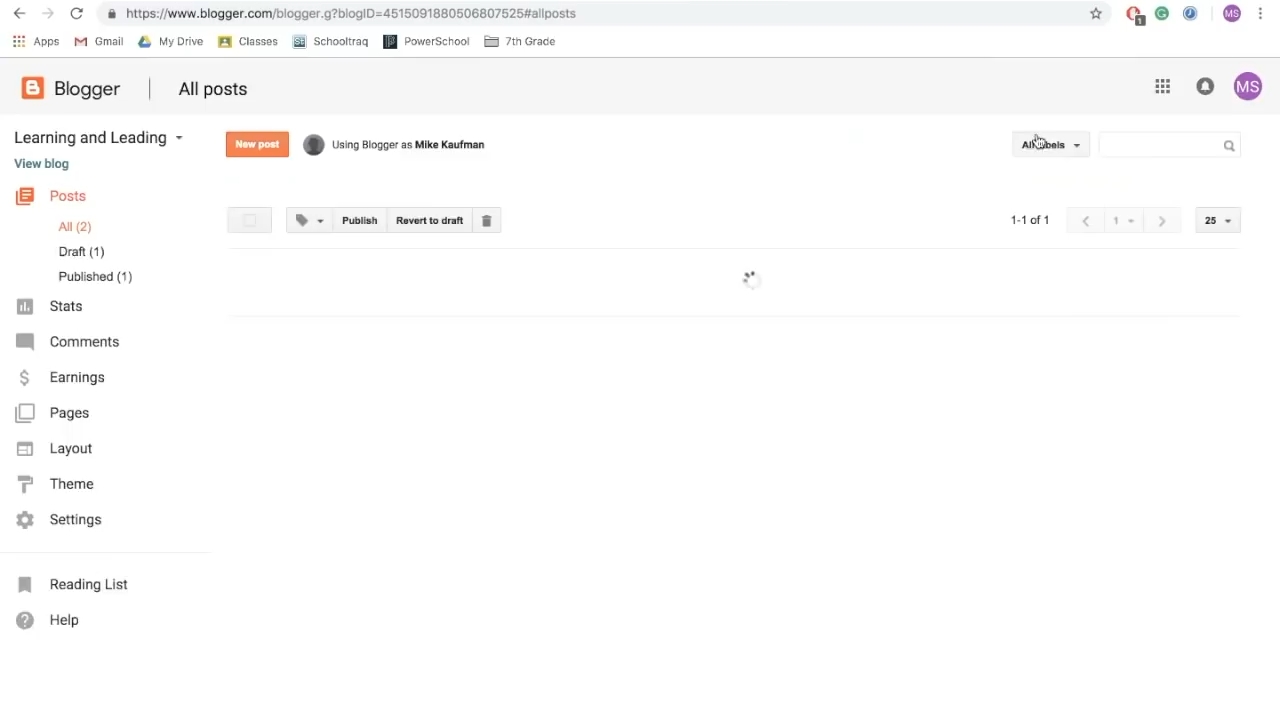 https://www.blogger.com/blogger.g?blogID=4515091880506807525#allposts
1
MS
Apps Gmail My Drive Classes Schooltraq PowerSchool 7th Grade
Blogger All posts
MS
Learning and Leading
New post Using Blogger as Mike Kaufman
View blog
Posts
All (2)
Publish Revert to draft 1-1 of 1 1 25
Draft (1)
Published (1)
Stats
Comments
Earnings
Pages
Layout
Theme
Settings
Reading List
Help